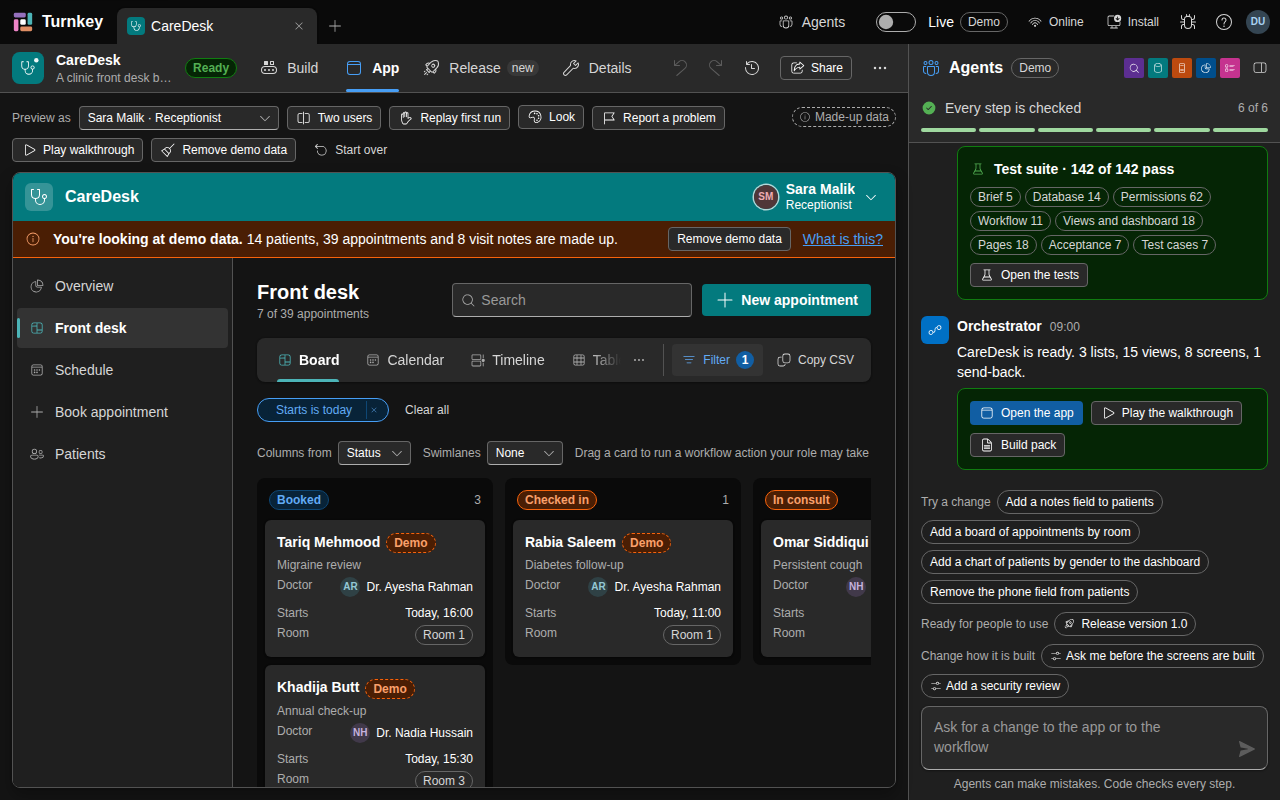 Turnkey
CareDesk
Agents
Live
Demo
Online
Install
DU
CareDesk
A clinic front desk b…
Ready
Build
App
Release new
Details
Share
Preview as
Sara Malik · Receptionist
Two users
Replay first run
Look
Report a problem
Made-up data
Play walkthrough
Remove demo data
Start over
CareDesk
SM
Sara Malik
Receptionist
You're looking at demo data. 14 patients, 39 appointments and 8 visit notes are made up.
Remove demo data
What is this?
Overview
Front desk
Schedule
Book appointment
Patients
Front desk
7 of 39 appointments
Search
New appointment
Board
Calendar
Timeline
Filter 1
Copy CSV
Starts is today
Clear all
Columns from
Status
Swimlanes
None
Drag a card to run a workflow action your role may take
Booked 3
Tariq Mehmood Demo
Migraine review
Doctor AR Dr. Ayesha Rahman
Starts Today, 16:00
Room Room 1
Khadija Butt Demo
Annual check-up
Doctor NH Dr. Nadia Hussain
Starts Today, 15:30
Room Room 3
Checked in 1
Rabia Saleem Demo
Diabetes follow-up
Doctor AR Dr. Ayesha Rahman
Starts Today, 11:00
Room Room 1
In consult
Omar Siddiqui
Persistent cough
Doctor NH
Starts
Room
Agents Demo
Every step is checked 6 of 6
Test suite · 142 of 142 pass
Brief 5
Database 14
Permissions 62
Workflow 11
Views and dashboard 18
Pages 18
Acceptance 7
Test cases 7
Open the tests
Orchestrator 09:00
CareDesk is ready. 3 lists, 15 views, 8 screens, 1
send-back.
Open the app
Play the walkthrough
Build pack
Try a change
Add a notes field to patients
Add a board of appointments by room
Add a chart of patients by gender to the dashboard
Remove the phone field from patients
Ready for people to use
Release version 1.0
Change how it is built
Ask me before the screens are built
Add a security review
Ask for a change to the app or to the
workflow
Agents can make mistakes. Code checks every step.